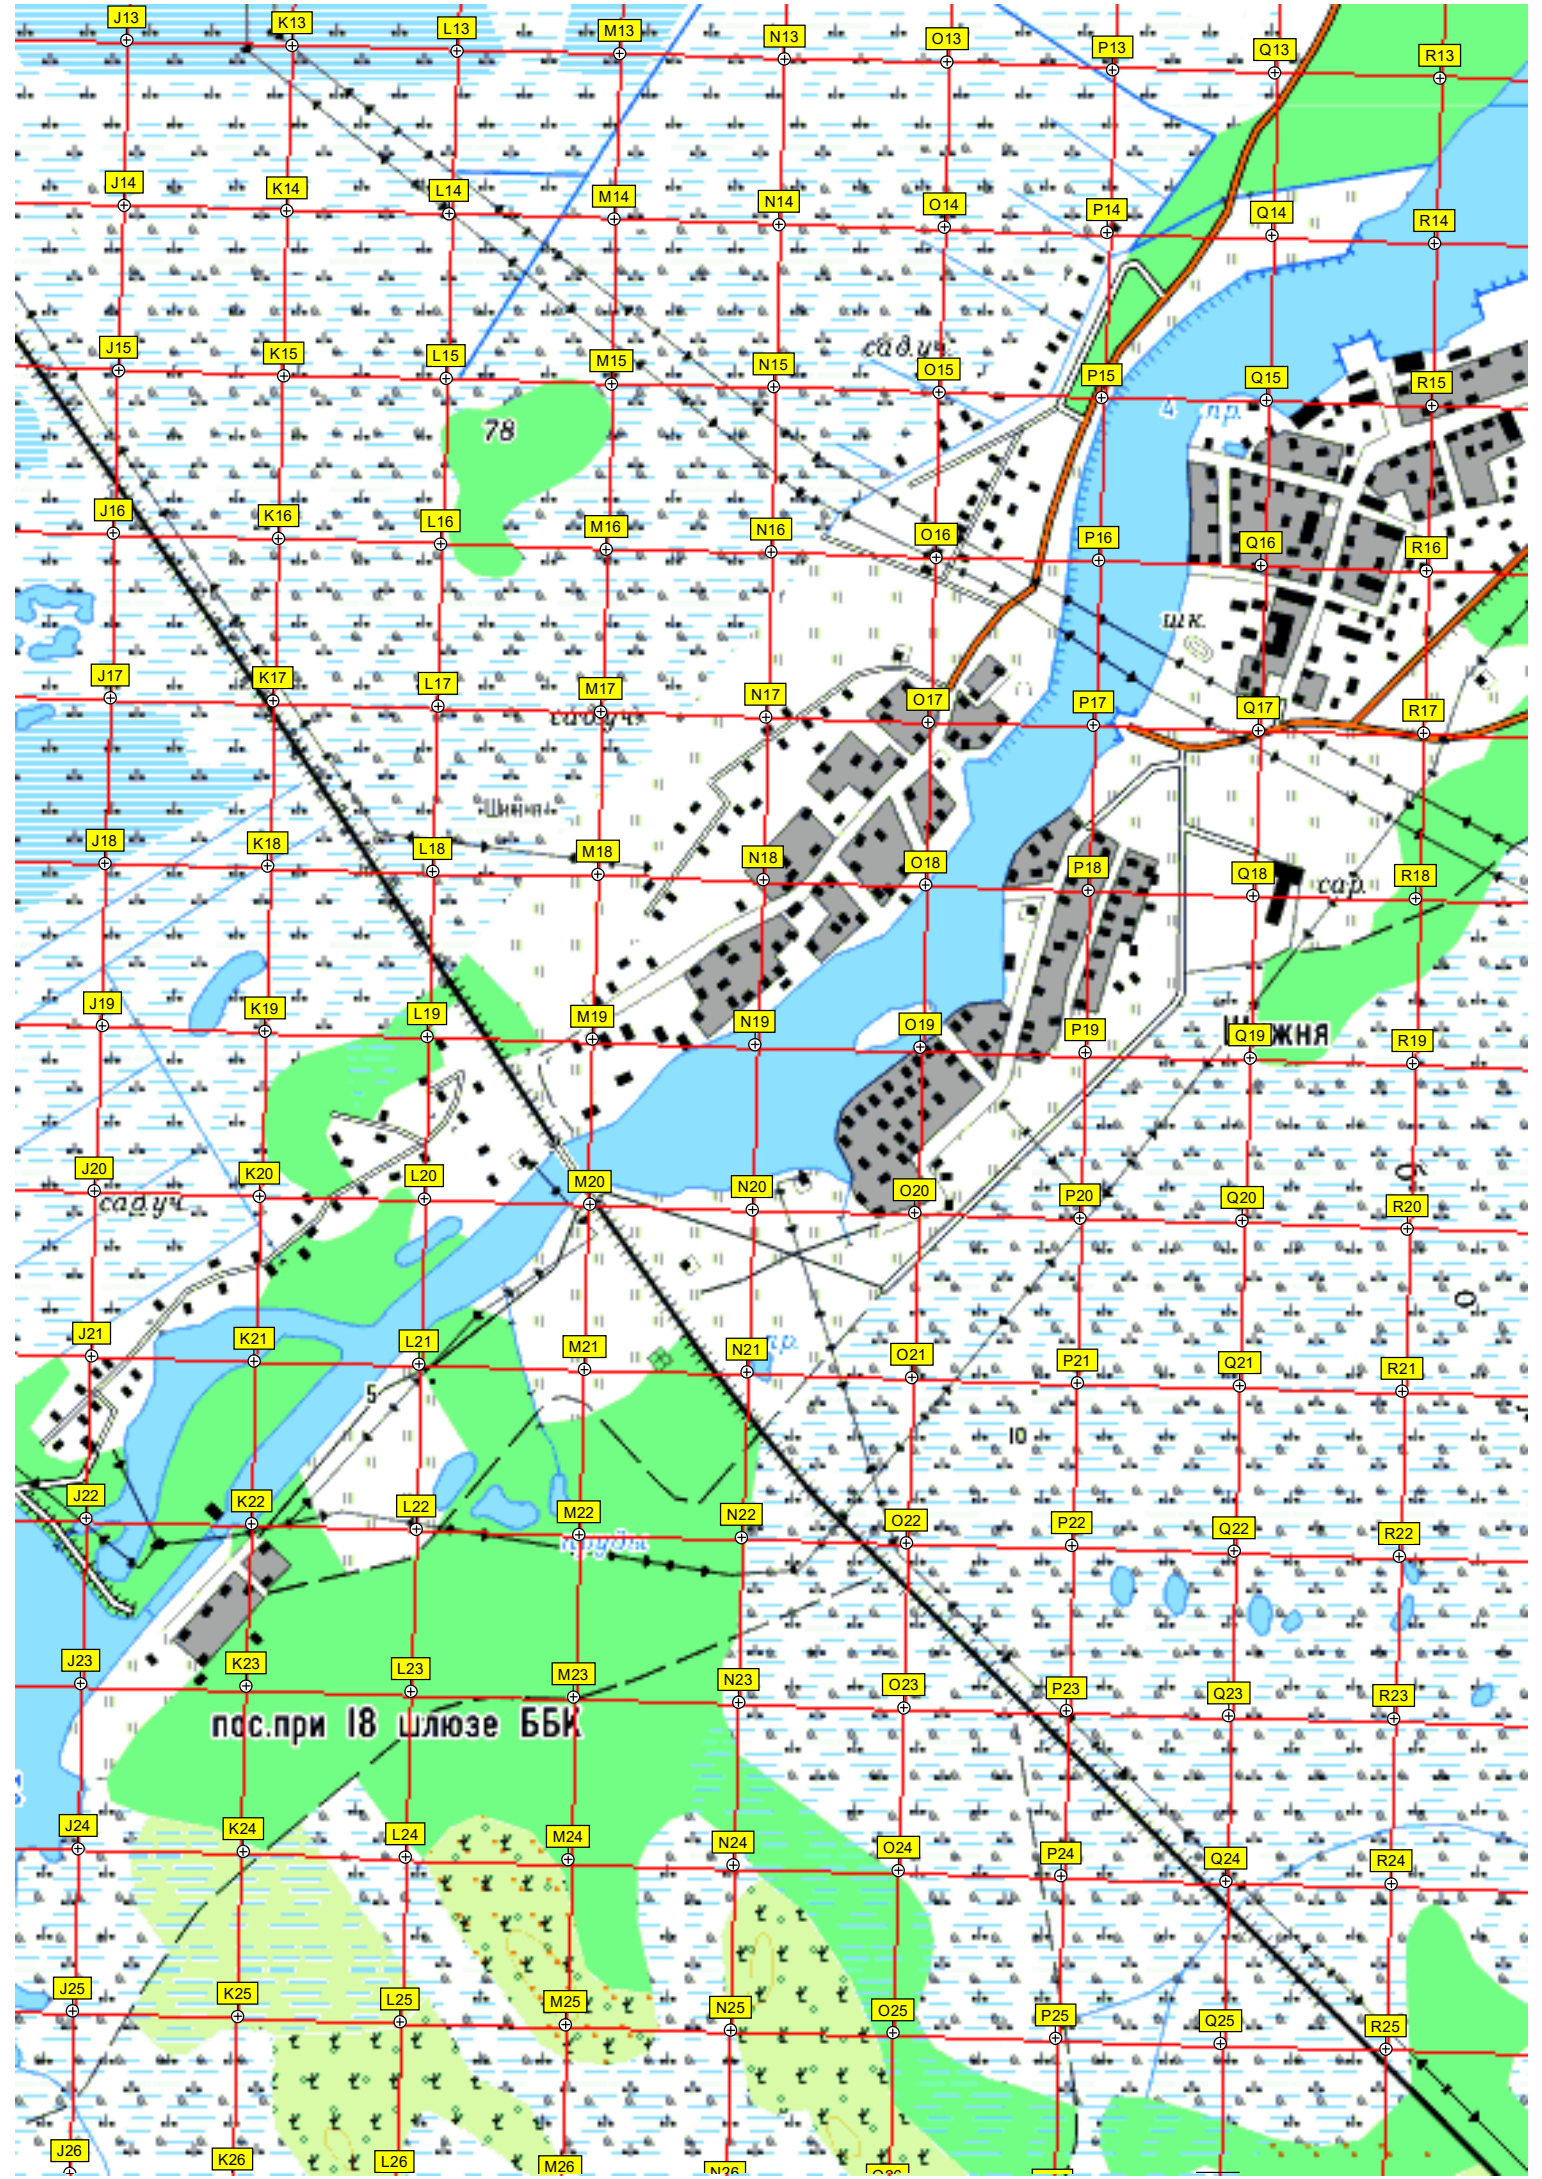 J13 K13 L13 M13 N13 O13 P13 Q13 R13
J14 K14 L14 M14 N14 O14 P14 Q14 R14
сад.уч.
J15 K15 L15 M15 N15 O15 P15 Q15 R15
4 пр.
78
J16 K16 L16 M16 N16 O16 P16 Q16 R16
шк.
J17 K17 L17 M17 N17 O17 P17 Q17 R17
сад.уч.
Шижня
J18 K18 L18 M18 N18 O18 P18 Q18 R18
сар.
J19 K19 L19 M19 N19 O19 P19 Q19 R19
J20 K20 L20 M20 N20 O20 P20 Q20 R20
б
сад.уч.
о
J21 K21 L21 M21 N21 O21 P21 Q21 R21
пр.
5
10
J22 K22 L22 M22 N22 O22 P22 Q22 R22
пруды
J23 K23 L23 M23 N23 O23 P23 Q23 R23
пос.при 18 шлюзе ББК
J24 K24 L24 M24 N24 O24 P24 Q24 R24
J25 K25 L25 M25 N25 O25 P25 Q25 R25
J26 K26 L26 M26 N26 O26